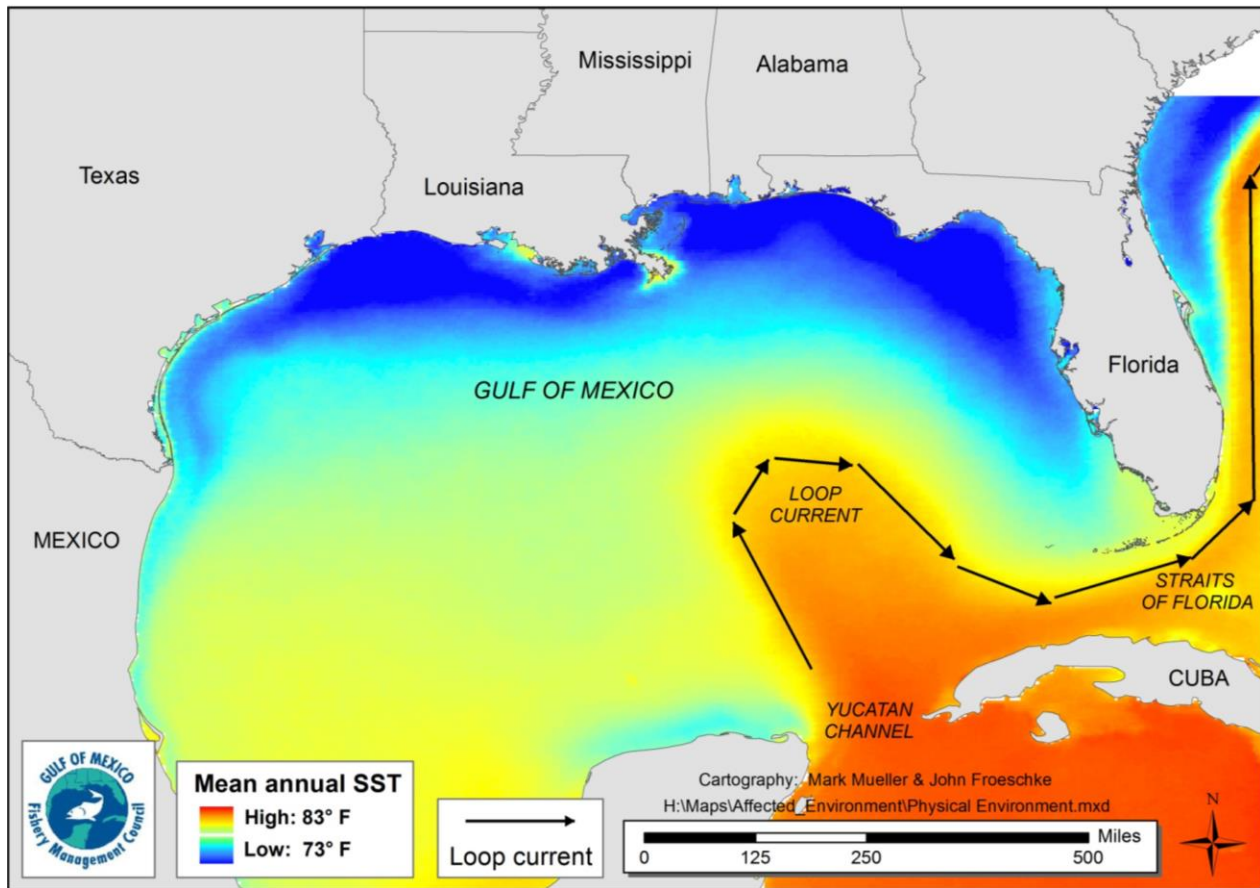 Mississippi
Alabama
Texas
Louisiana
GULF OF MEXICO
Florida
LOOP
CURRENT
MEXICO
STRAITS
OF FLORIDA
CUBA
YUCATAN
CHANNEL
GULF OF MEXICO
Fishery Management Council
Mean annual SST
High: 83° F
Low: 73° F
Loop current
Cartography: Mark Mueller & John Froeschke
H:\Maps\Affected_Environment\Physical Environment.mxd
Miles
0 125 250 500
N